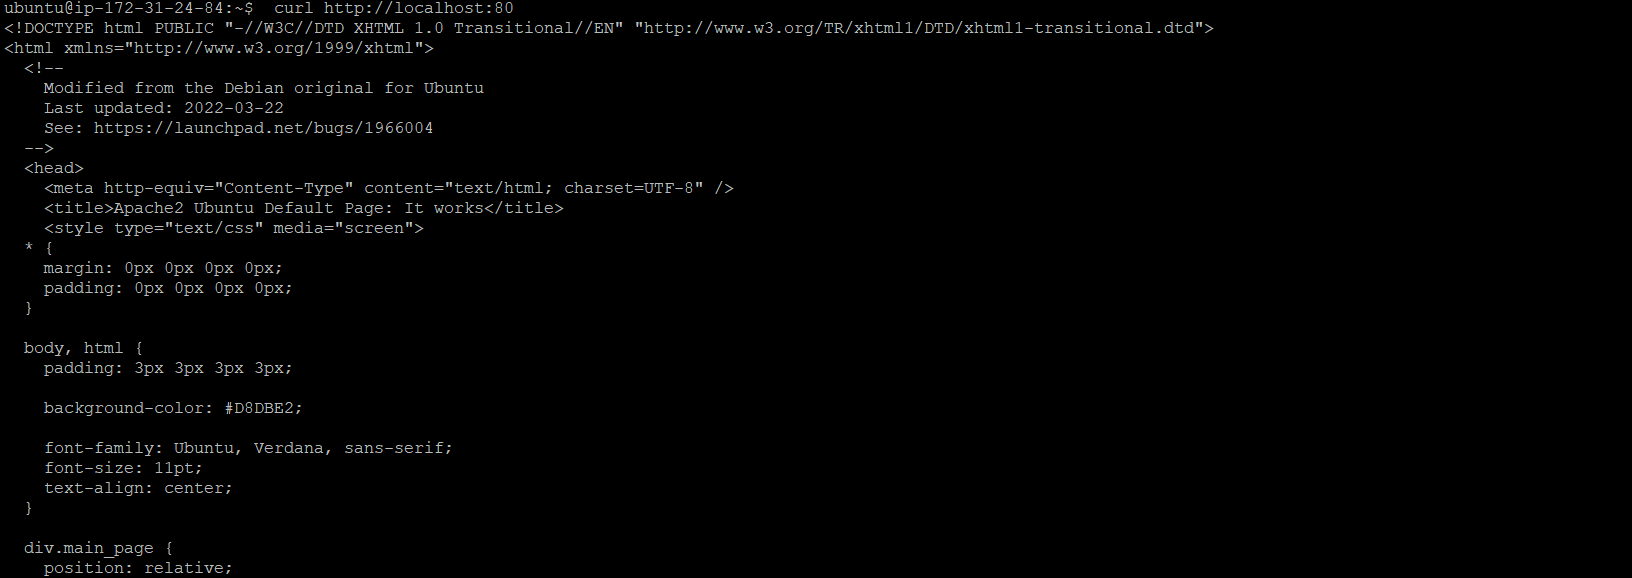 ubuntu@ip-172-31-24-84:~$  curl http://localhost:80
<!DOCTYPE html PUBLIC "-//W3C//DTD XHTML 1.0 Transitional//EN" "http://www.w3.org/TR/xhtml1/DTD/xhtml1-transitional.dtd">
<html xmlns="http://www.w3.org/1999/xhtml">
  <!--
    Modified from the Debian original for Ubuntu
    Last updated: 2022-03-22
    See: https://launchpad.net/bugs/1966004
  -->
  <head>
    <meta http-equiv="Content-Type" content="text/html; charset=UTF-8" />
    <title>Apache2 Ubuntu Default Page: It works</title>
    <style type="text/css" media="screen">
  * {
    margin: 0px 0px 0px 0px;
    padding: 0px 0px 0px 0px;
  }

  body, html {
    padding: 3px 3px 3px 3px;

    background-color: #D8DBE2;

    font-family: Ubuntu, Verdana, sans-serif;
    font-size: 11pt;
    text-align: center;
  }

  div.main_page {
    position: relative;